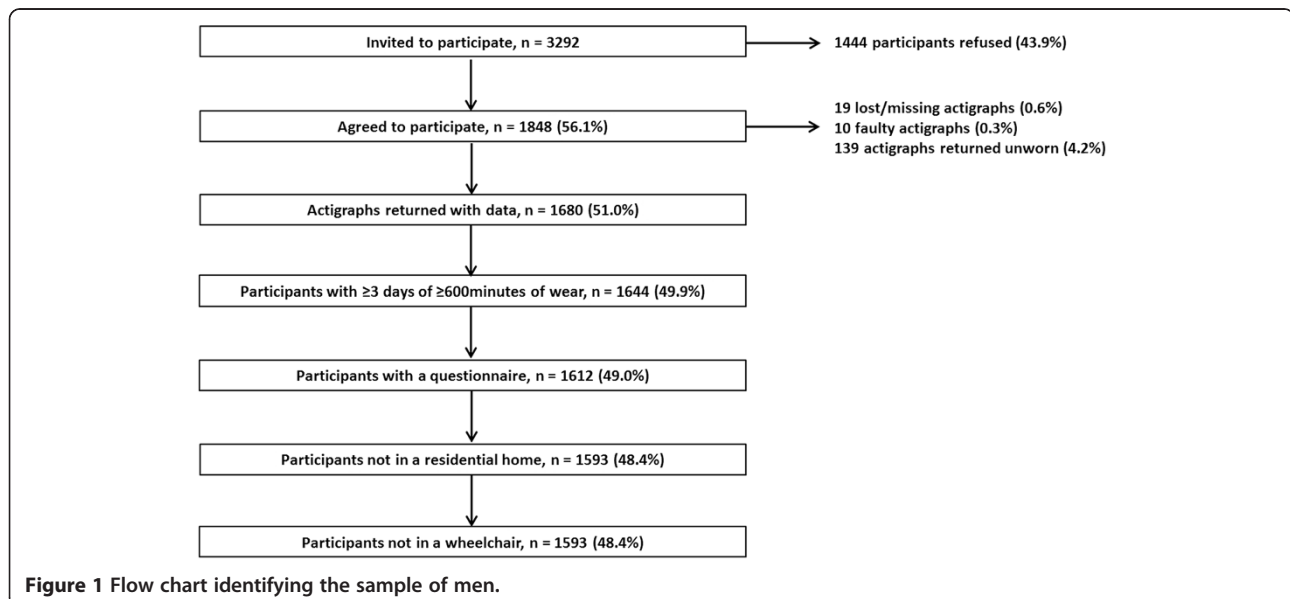 Invited to participate, n = 3292
1444 participants refused (43.9%)
Agreed to participate, n = 1848 (56.1%)
19 lost/missing actigraphs (0.6%)
10 faulty actigraphs (0.3%)
139 actigraphs returned unworn (4.2%)
Actigraphs returned with data, n = 1680 (51.0%)
Participants with ≥3 days of ≥600minutes of wear, n = 1644 (49.9%)
Participants with a questionnaire, n = 1612 (49.0%)
Participants not in a residential home, n = 1593 (48.4%)
Participants not in a wheelchair, n = 1593 (48.4%)
Figure 1 Flow chart identifying the sample of men.